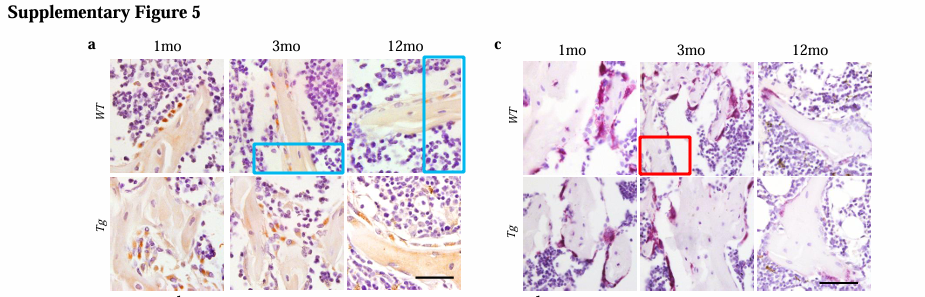 Supplementary Figure 5
a
1mo 3mo 12mo
WT
Tg
c
1mo 3mo 12mo
WT
Tg